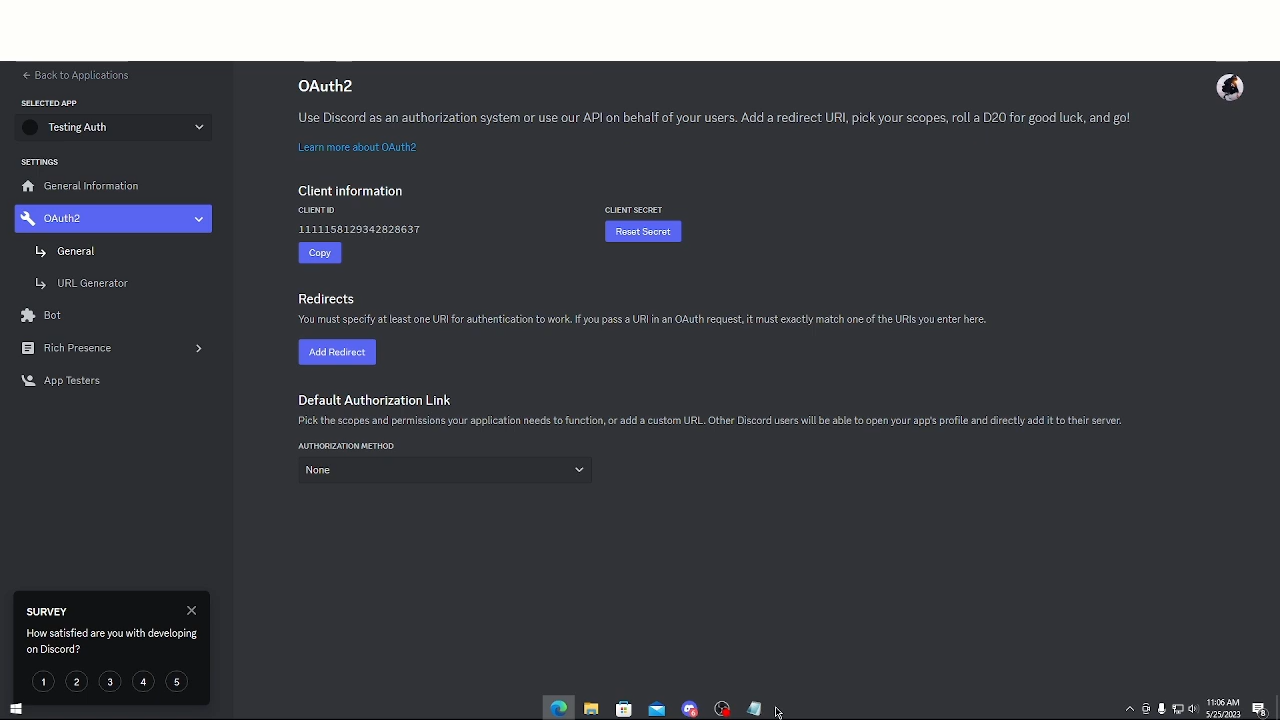 ← Back to Applications
SELECTED APP
Testing Auth
SETTINGS
General Information
OAuth2
General
URL Generator
Bot
Rich Presence
App Testers
SURVEY
How satisfied are you with developing
on Discord?
1 2 3 4 5
OAuth2
Use Discord as an authorization system or use our API on behalf of your users. Add a redirect URI, pick your scopes, roll a D20 for good luck, and go!
Learn more about OAuth2
Client information
CLIENT ID
1111158129342828637
Copy
CLIENT SECRET
Reset Secret
Redirects
You must specify at least one URI for authentication to work. If you pass a URI in an OAuth request, it must exactly match one of the URIs you enter here.
Add Redirect
Default Authorization Link
Pick the scopes and permissions your application needs to function, or add a custom URL. Other Discord users will be able to open your app's profile and directly add it to their server.
AUTHORIZATION METHOD
None
6
11:06 AM
5/25/2023